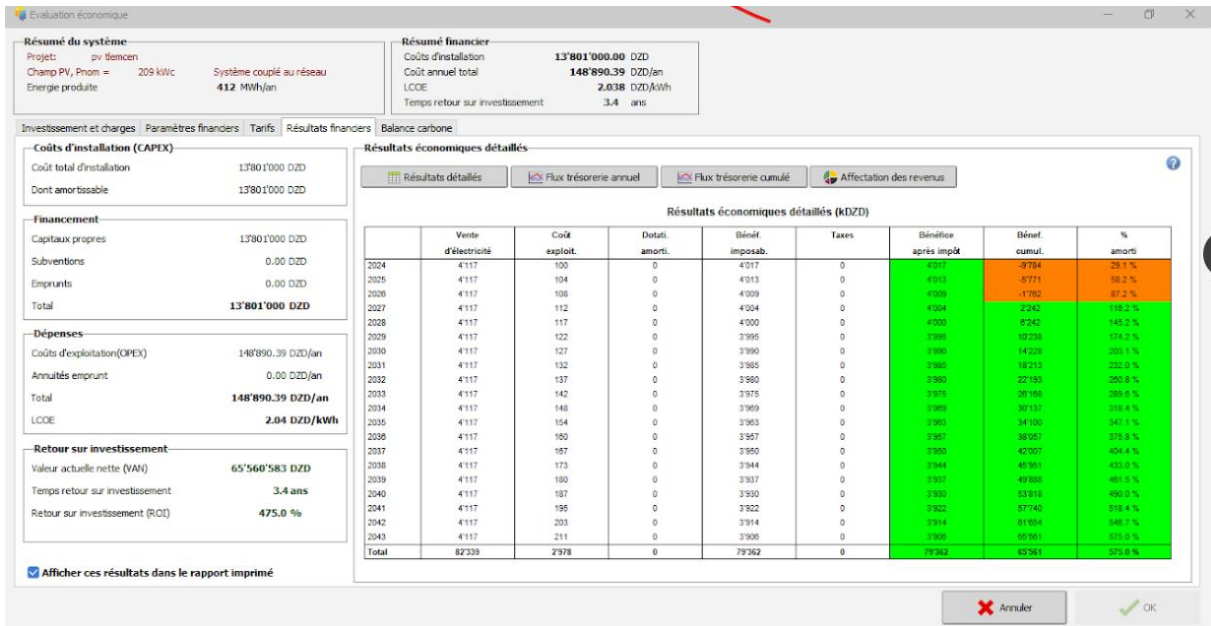 Evaluation économique
Résumé du système
Projet: pv tlemcen
Champ PV, Pnom = 209 kWc Système couplé au réseau
Energie produite 412 MWh/an
Résumé financier
Coûts d'installation 13'801'000.00 DZD
Coût annuel total 148'890.39 DZD/an
LCOE 2.038 DZD/kWh
Temps retour sur investissement 3.4 ans
Investissement et charges Paramètres financiers Tarifs Résultats financiers Balance carbone
Coûts d'installation (CAPEX)
Coût total d'installation 13'801'000 DZD
Dont amortissable 13'801'000 DZD
Financement
Capitaux propres 13'801'000 DZD
Subventions 0.00 DZD
Emprunts 0.00 DZD
Total 13'801'000 DZD
Dépenses
Coûts d'exploitation(OPEX) 148'890.39 DZD/an
Annuités emprunt 0.00 DZD/an
Total 148'890.39 DZD/an
LCOE 2.04 DZD/kWh
Retour sur investissement
Valeur actuelle nette (VAN) 65'560'583 DZD
Temps retour sur investissement 3.4 ans
Retour sur investissement (ROI) 475.0 %
Afficher ces résultats dans le rapport imprimé
Résultats économiques détaillés
Résultats détaillés Flux trésorerie annuel Flux trésorerie cumulé Affectation des revenus
Résultats économiques détaillés (kDZD)
Vente Coût Dotati. Bénéf. Taxes Bénéfice Bénef. %
d'électricité exploit. amorti. imposab. après impôt cumul. amorti
2024 4'117 100 0 4'017 0 4'017 -9'784 29.1 %
2025 4'117 104 0 4'013 0 4'013 -5'771 58.2 %
2026 4'117 108 0 4'009 0 4'009 -1'762 87.2 %
2027 4'117 112 0 4'004 0 4'004 2'242 116.2 %
2028 4'117 117 0 4'000 0 4'000 6'242 145.2 %
2029 4'117 122 0 3'995 0 3'995 10'238 174.2 %
2030 4'117 127 0 3'990 0 3'990 14'228 203.1 %
2031 4'117 132 0 3'985 0 3'985 18'213 232.0 %
2032 4'117 137 0 3'980 0 3'980 22'193 260.8 %
2033 4'117 142 0 3'975 0 3'975 26'168 289.6 %
2034 4'117 148 0 3'969 0 3'969 30'137 318.4 %
2035 4'117 154 0 3'963 0 3'963 34'100 347.1 %
2036 4'117 160 0 3'957 0 3'957 38'057 375.8 %
2037 4'117 167 0 3'950 0 3'950 42'007 404.4 %
2038 4'117 173 0 3'944 0 3'944 45'951 433.0 %
2039 4'117 180 0 3'937 0 3'937 49'888 461.5 %
2040 4'117 187 0 3'930 0 3'930 53'818 490.0 %
2041 4'117 195 0 3'922 0 3'922 57'740 518.4 %
2042 4'117 203 0 3'914 0 3'914 61'654 546.7 %
2043 4'117 211 0 3'906 0 3'906 65'561 575.0 %
Total 82'339 2'978 0 79'362 0 79'362 65'561 575.0 %
Annuler OK